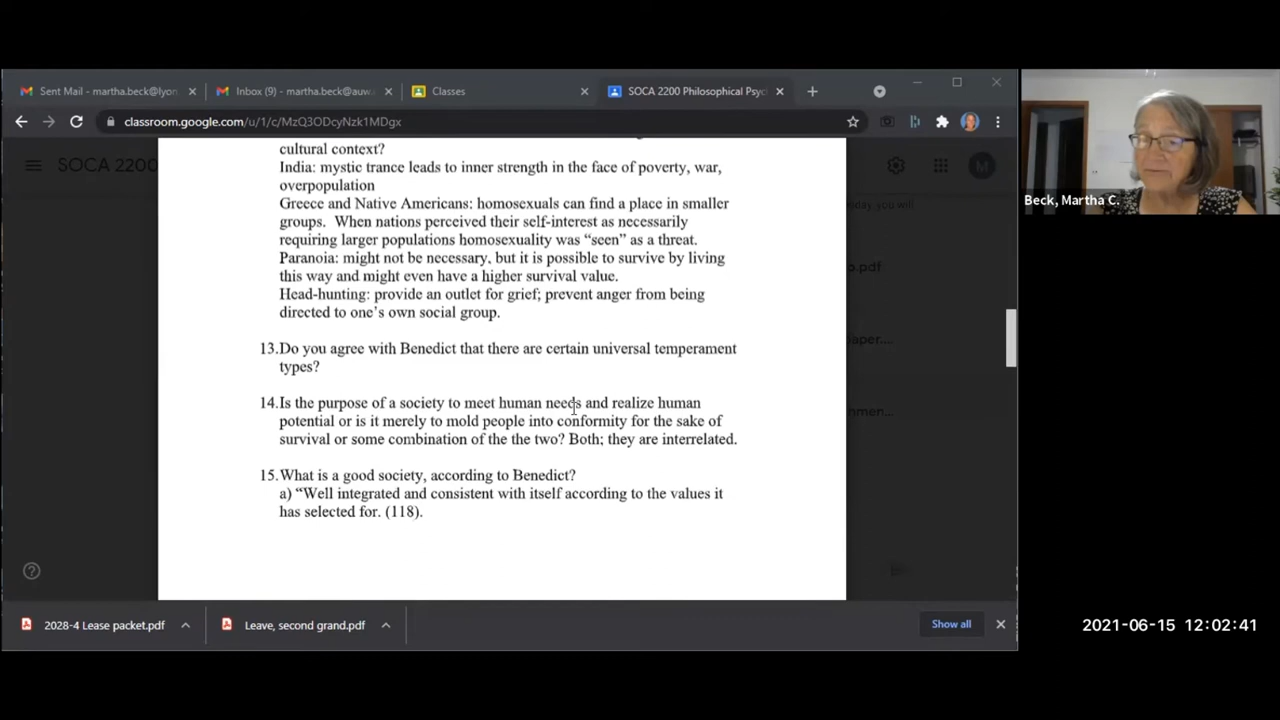 Sent Mail - martha.beck@lyon
Inbox (9) - martha.beck@auw
Classes
SOCA 2200 Philosophical Psyc
classroom.google.com/u/1/c/MzQ3ODcyNzk1MDgx
SOCA 2200
M
cultural context?
India: mystic trance leads to inner strength in the face of poverty, war,
overpopulation
Greece and Native Americans: homosexuals can find a place in smaller
groups. When nations perceived their self-interest as necessarily
requiring larger populations homosexuality was “seen” as a threat.
Paranoia: might not be necessary, but it is possible to survive by living
this way and might even have a higher survival value.
Head-hunting: provide an outlet for grief; prevent anger from being
directed to one’s own social group.
13.Do you agree with Benedict that there are certain universal temperament
types?
14.Is the purpose of a society to meet human needs and realize human
potential or is it merely to mold people into conformity for the sake of
survival or some combination of the the two? Both; they are interrelated.
15.What is a good society, according to Benedict?
a) “Well integrated and consistent with itself according to the values it
has selected for. (118).
oday, you will
o.pdf
aper...
nmen...
Beck, Martha C.
2028-4 Lease packet.pdf
Leave, second grand.pdf
Show all
2021-06-15 12:02:41